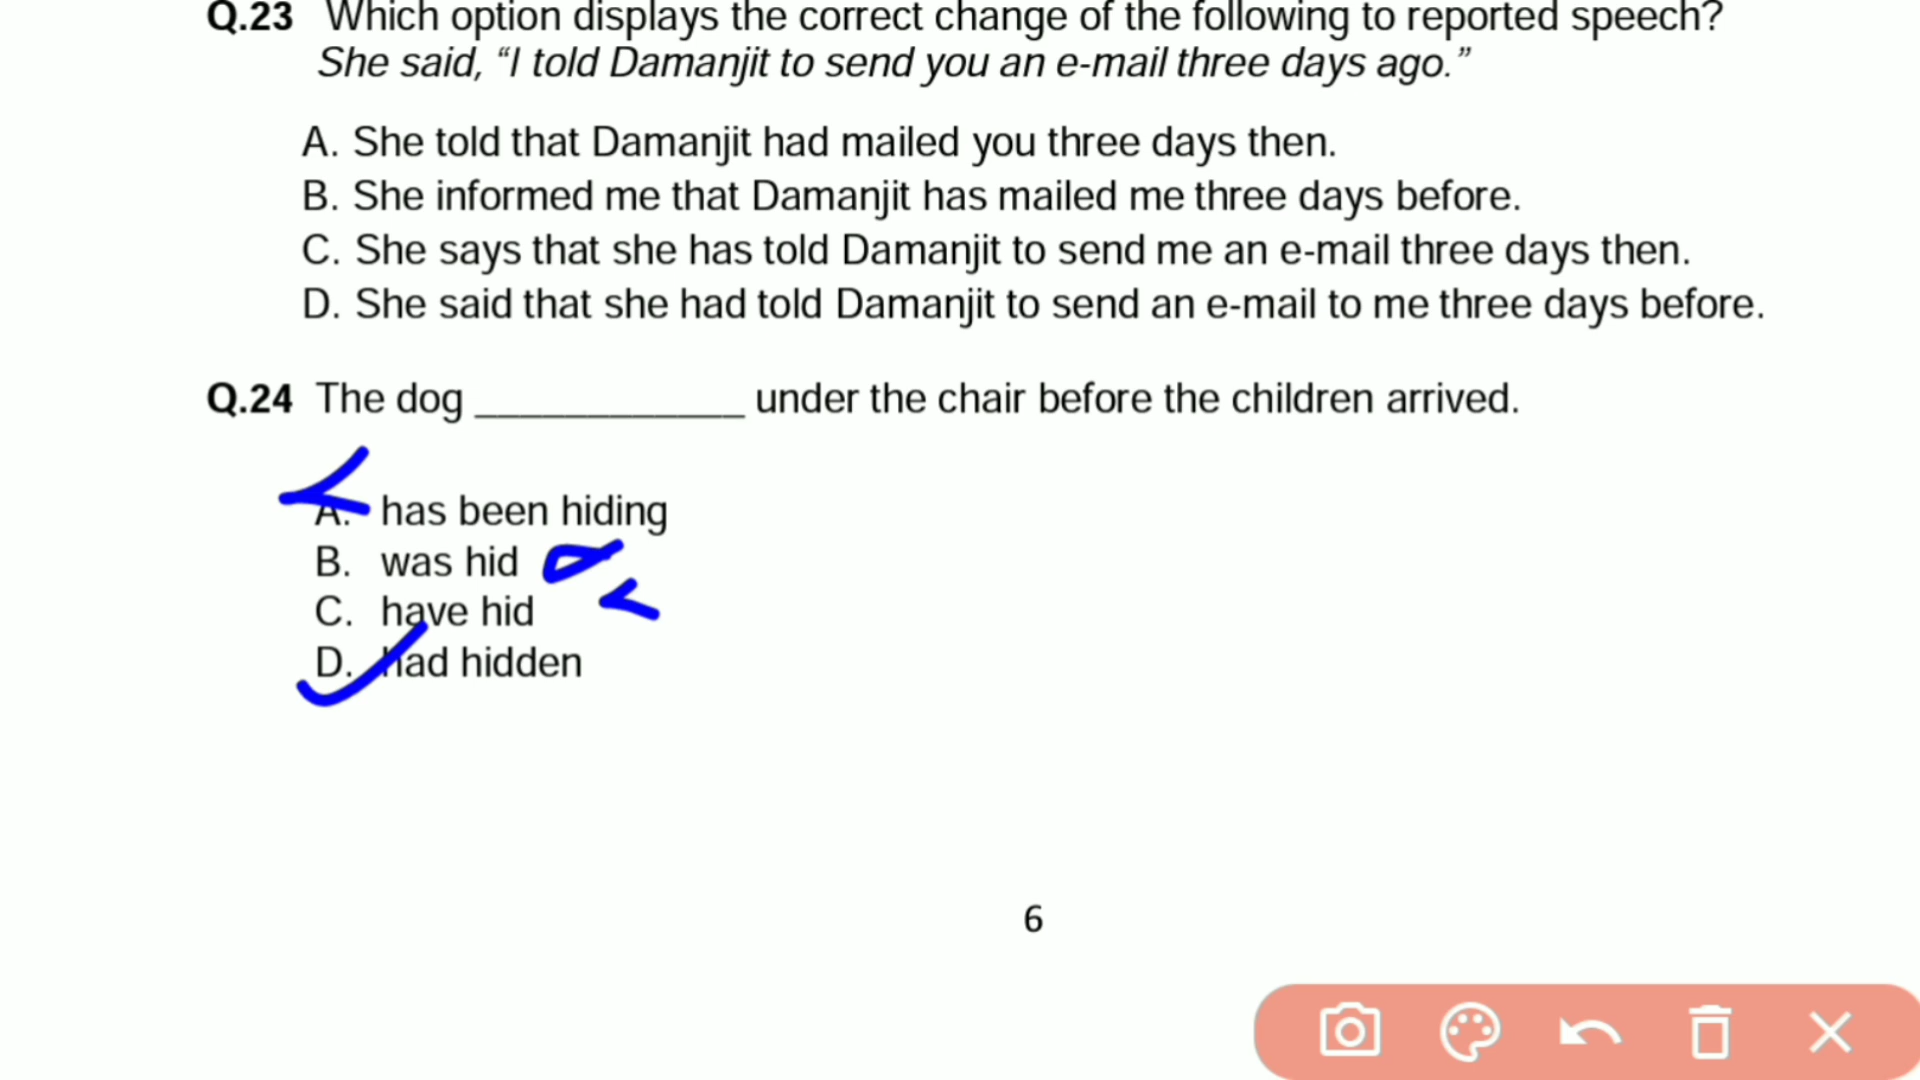 Q.23 Which option displays the correct change of the following to reported speech?
She said, “I told Damanjit to send you an e-mail three days ago.”
A. She told that Damanjit had mailed you three days then.
B. She informed me that Damanjit has mailed me three days before.
C. She says that she has told Damanjit to send me an e-mail three days then.
D. She said that she had told Damanjit to send an e-mail to me three days before.
Q.24 The dog ____________ under the chair before the children arrived.
A. has been hiding
B. was hid
C. have hid
D. had hidden
6